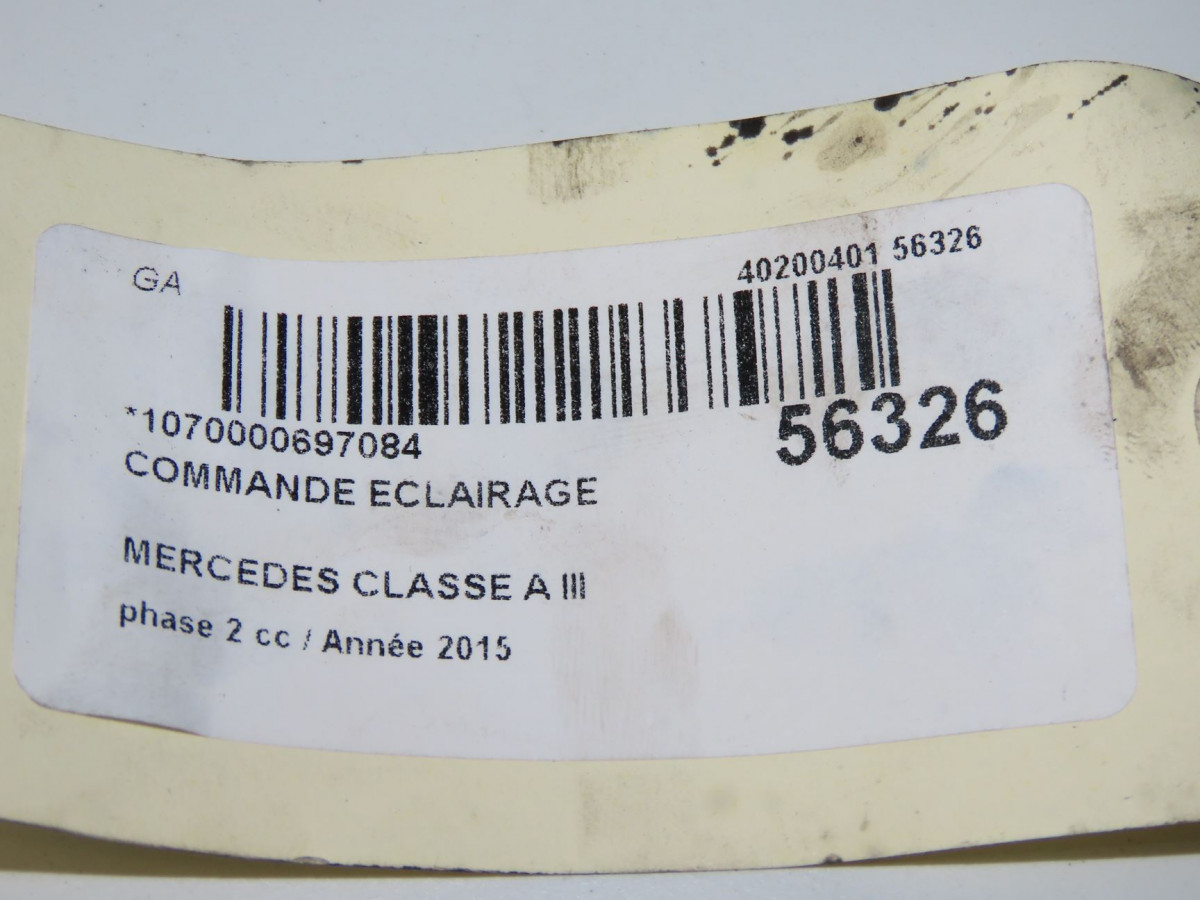 GA
40200401 56326
*1070000697084
56326
COMMANDE ECLAIRAGE
MERCEDES CLASSE A III
phase 2 cc / Année 2015